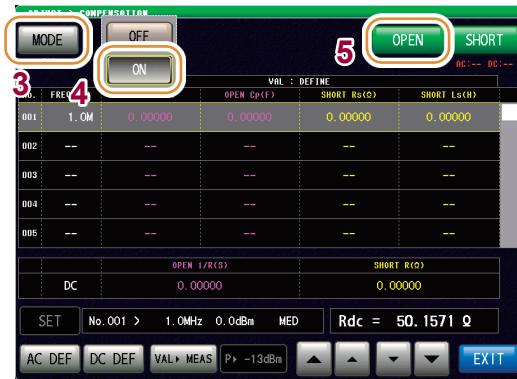 ADJUST > COMPENSATION
MODE OFF 5 OPEN SHORT
ON AC:-- DC:
3 4 VAL : DEFINE
No. FREQ OPEN Cp(F) SHORT Rs(Ω) SHORT Ls(H)
001 1.0M 0.00000 0.00000 0.00000 0.00000
002 -- -- -- -- --
003 -- -- -- -- --
004 -- -- -- -- --
005 -- -- -- -- --
OPEN 1/R(S) SHORT R(Ω)
DC 0.00000 0.00000
SET No.001 > 1.0MHz 0.0dBm MED Rdc = 50.1571 Ω
AC DEF DC DEF VAL▸ MEAS P▸ -13dBm EXIT